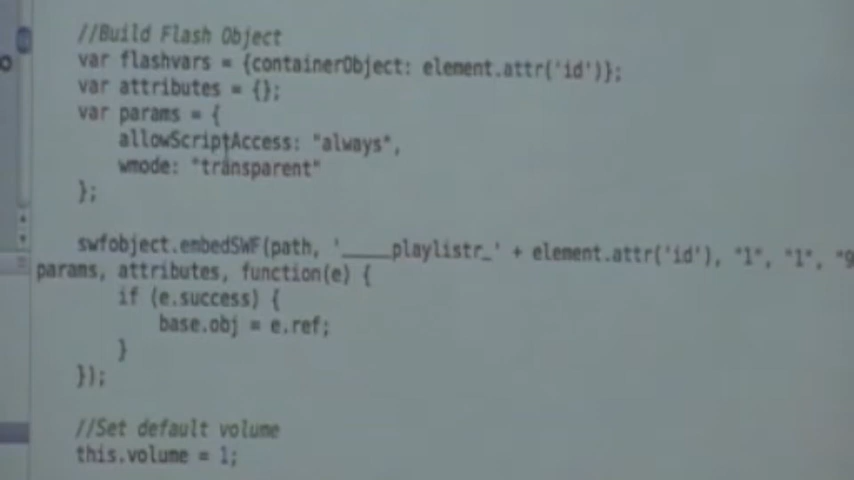 //Build Flash Object
var flashvars = {containerObject: element.attr('id')};
var attributes = {};
var params = {
allowScriptAccess: "always",
wmode: "transparent"
};
swfobject.embedSWF(path, '____playlistr_' + element.attr('id'), "1", "1", "9
params, attributes, function(e) {
if (e.success) {
base.obj = e.ref;
}
});
//Set default volume
this.volume = 1;